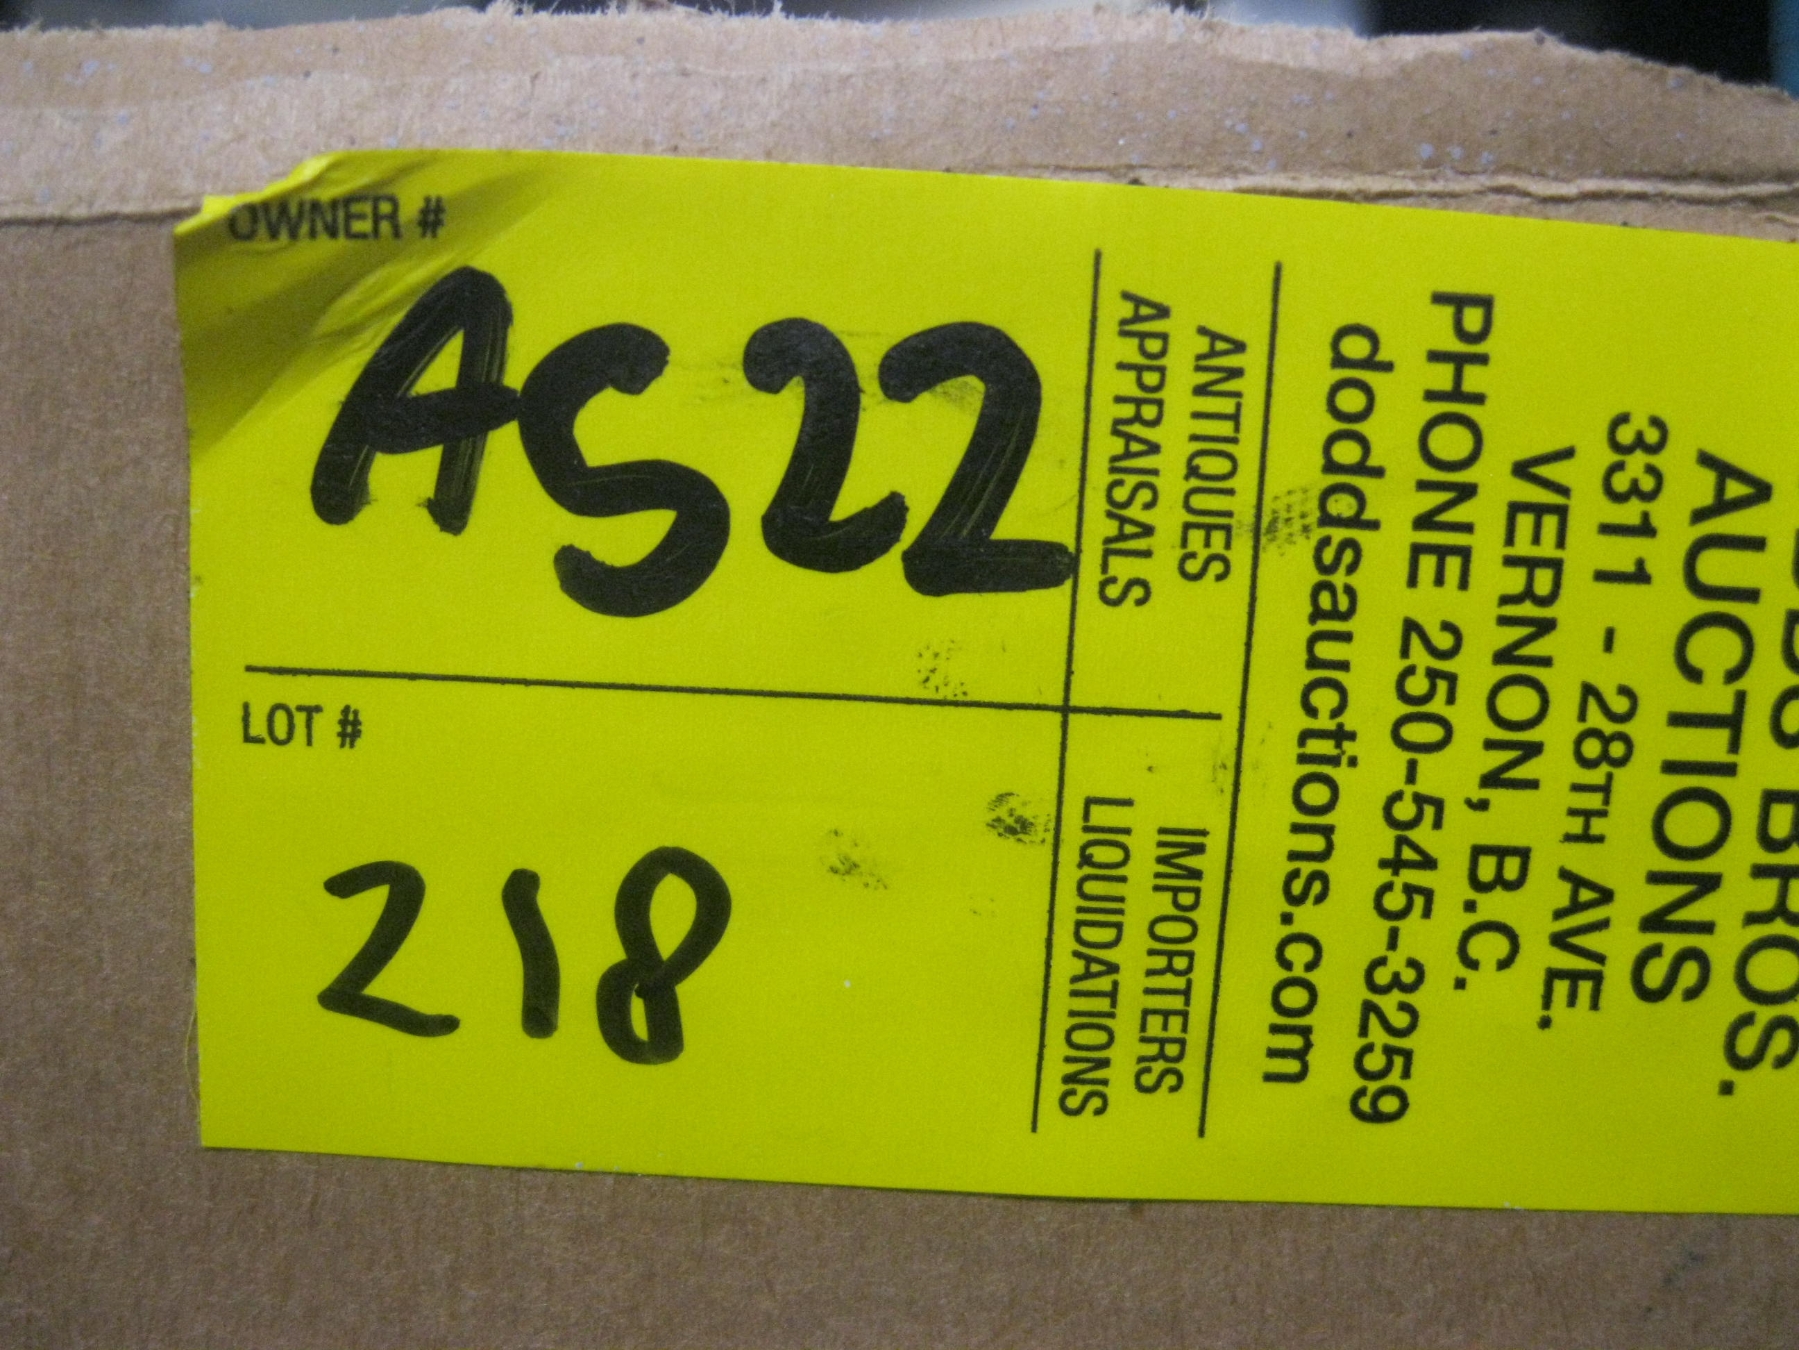 OWNER #
AS22
LOT #
218
BROS.
AUCTIONS
3311 - 28TH AVE.
VERNON, B.C.
PHONE 250-545-3259
doddsauctions.com
ANTIQUES
APPRAISALS
IMPORTERS
LIQUIDATIONS